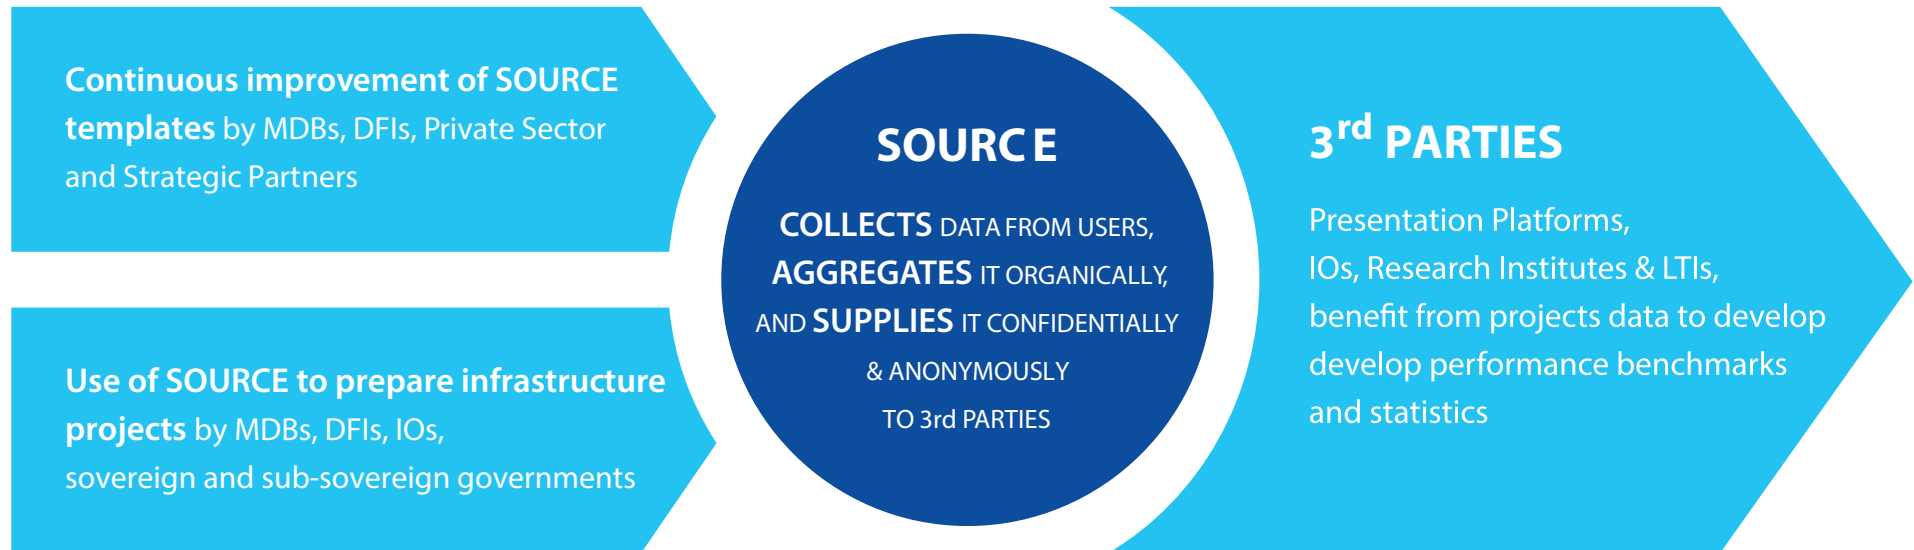 Continuous improvement of SOURCE
templates by MDBs, DFIs, Private Sector
and Strategic Partners
Use of SOURCE to prepare infrastructure
projects by MDBs, DFIs, IOs,
sovereign and sub-sovereign governments
SOURCE
COLLECTS DATA FROM USERS,
AGGREGATES IT ORGANICALLY,
AND SUPPLIES IT CONFIDENTIALLY
& ANONYMOUSLY
TO 3rd PARTIES
3rd PARTIES
Presentation Platforms,
IOs, Research Institutes & LTIs,
benefit from projects data to develop
develop performance benchmarks
and statistics